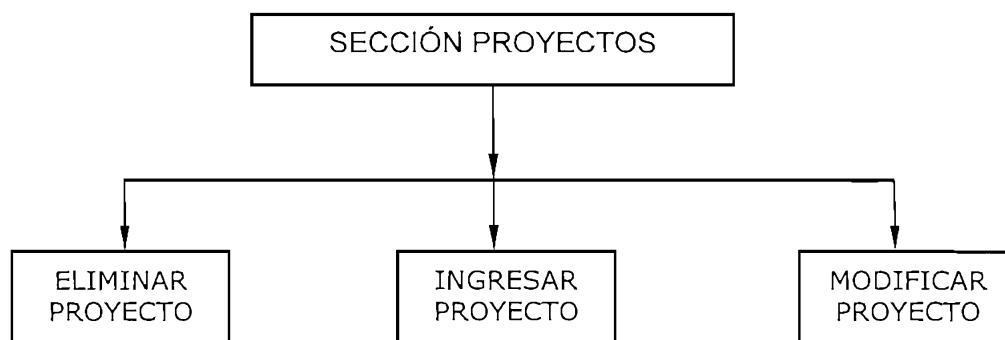 SECCIÓN PROYECTOS
ELIMINAR
PROYECTO
INGRESAR
PROYECTO
MODIFICAR
PROYECTO